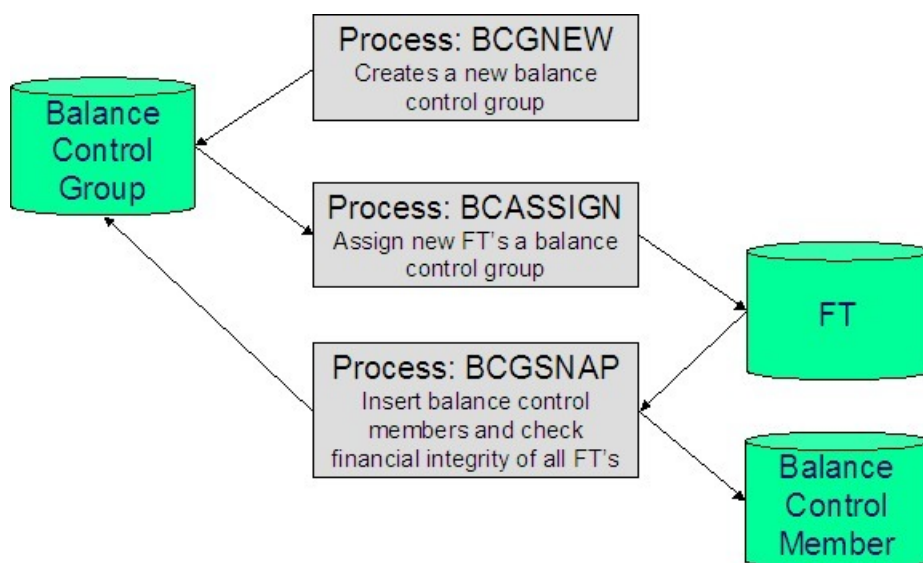 Process: BCGNEW
Creates a new balance
control group
Balance
Control
Group
Process: BCASSIGN
Assign new FT's a balance
control group
FT
Process: BCGSNAP
Insert balance control
members and check
financial integrity of all FT's
Balance
Control
Member